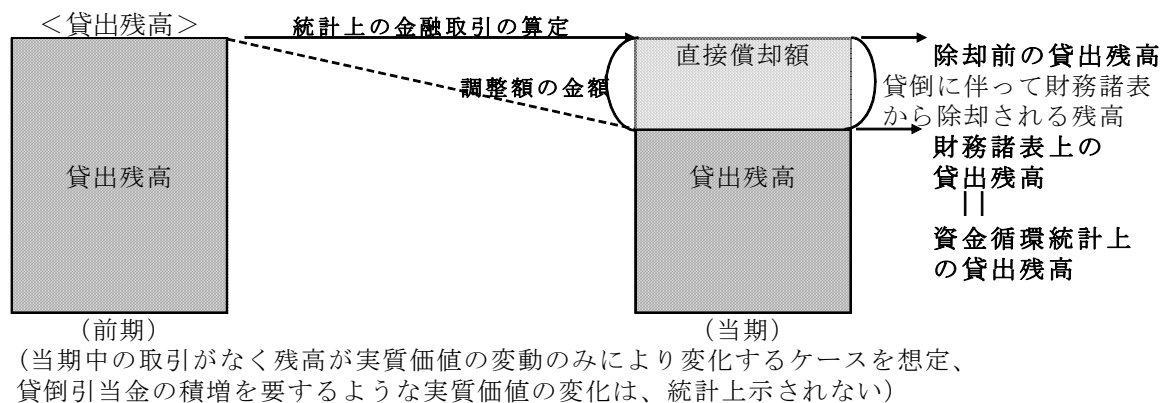 ＜貸出残高＞
統計上の金融取引の算定
直接償却額
調整額の金額
除却前の貸出残高
貸倒に伴って財務諸表
から除却される残高
財務諸表上の
貸出残高
||
資金循環統計上
の貸出残高
貸出残高
貸出残高
（前期）
（当期）
（当期中の取引がなく残高が実質価値の変動のみにより変化するケースを想定、
貸倒引当金の積増を要するような実質価値の変化は、統計上示されない）